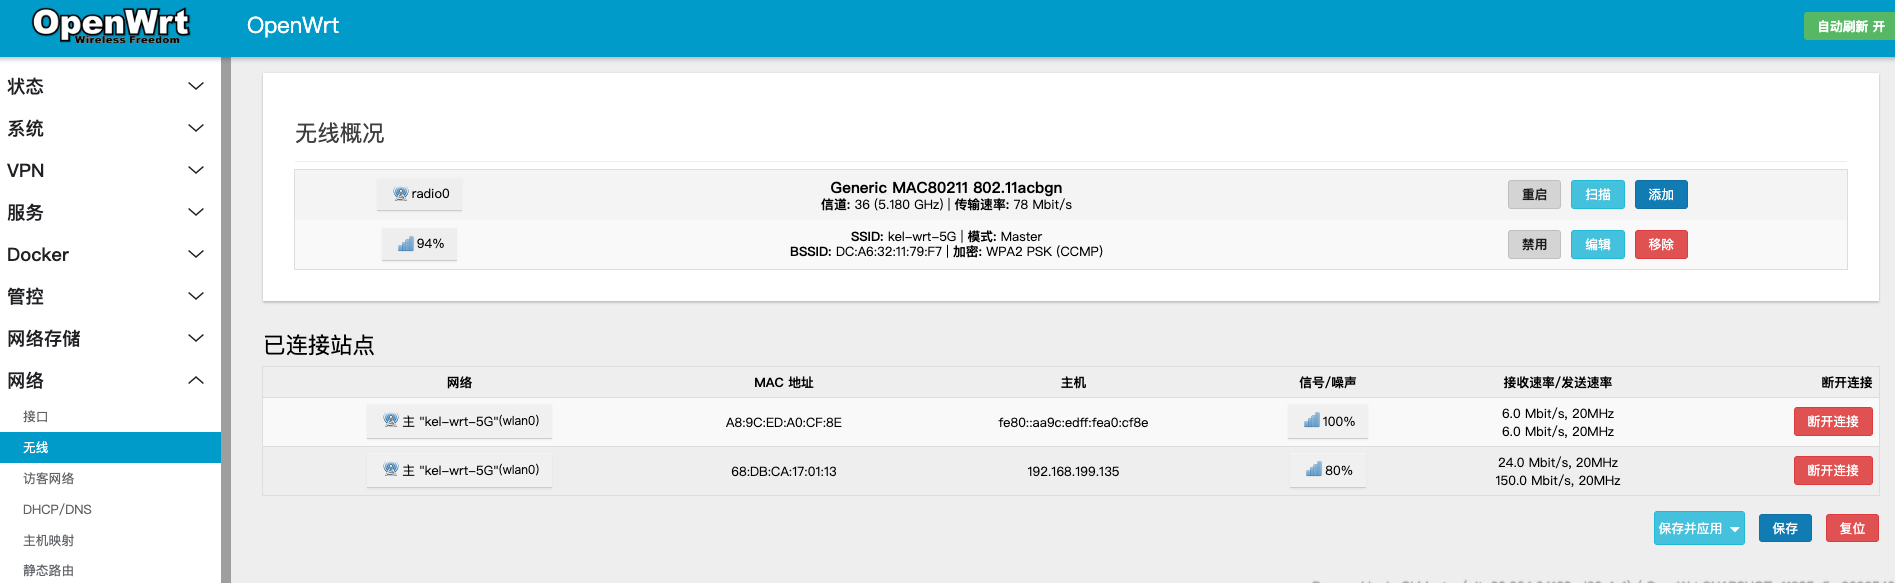 OpenWrt
Wireless Freedom
OpenWrt
自动刷新 开
状态
系统
VPN
服务
Docker
管控
网络存储
网络
接口
无线
访客网络
DHCP/DNS
主机映射
静态路由
无线概况
radio0
Generic MAC80211 802.11acbgn
信道: 36 (5.180 GHz) | 传输速率: 78 Mbit/s
重启 扫描 添加
94%
SSID: kel-wrt-5G | 模式: Master
BSSID: DC:A6:32:11:79:F7 | 加密: WPA2 PSK (CCMP)
禁用 编辑 移除
已连接站点
网络 MAC 地址 主机 信号/噪声 接收速率/发送速率 断开连接
主 "kel-wrt-5G"(wlan0) A8:9C:ED:A0:CF:8E fe80::aa9c:edff:fea0:cf8e 100% 6.0 Mbit/s, 20MHz
6.0 Mbit/s, 20MHz
断开连接
主 "kel-wrt-5G"(wlan0) 68:DB:CA:17:01:13 192.168.199.135 80% 24.0 Mbit/s, 20MHz
150.0 Mbit/s, 20MHz
断开连接
保存并应用 保存 复位